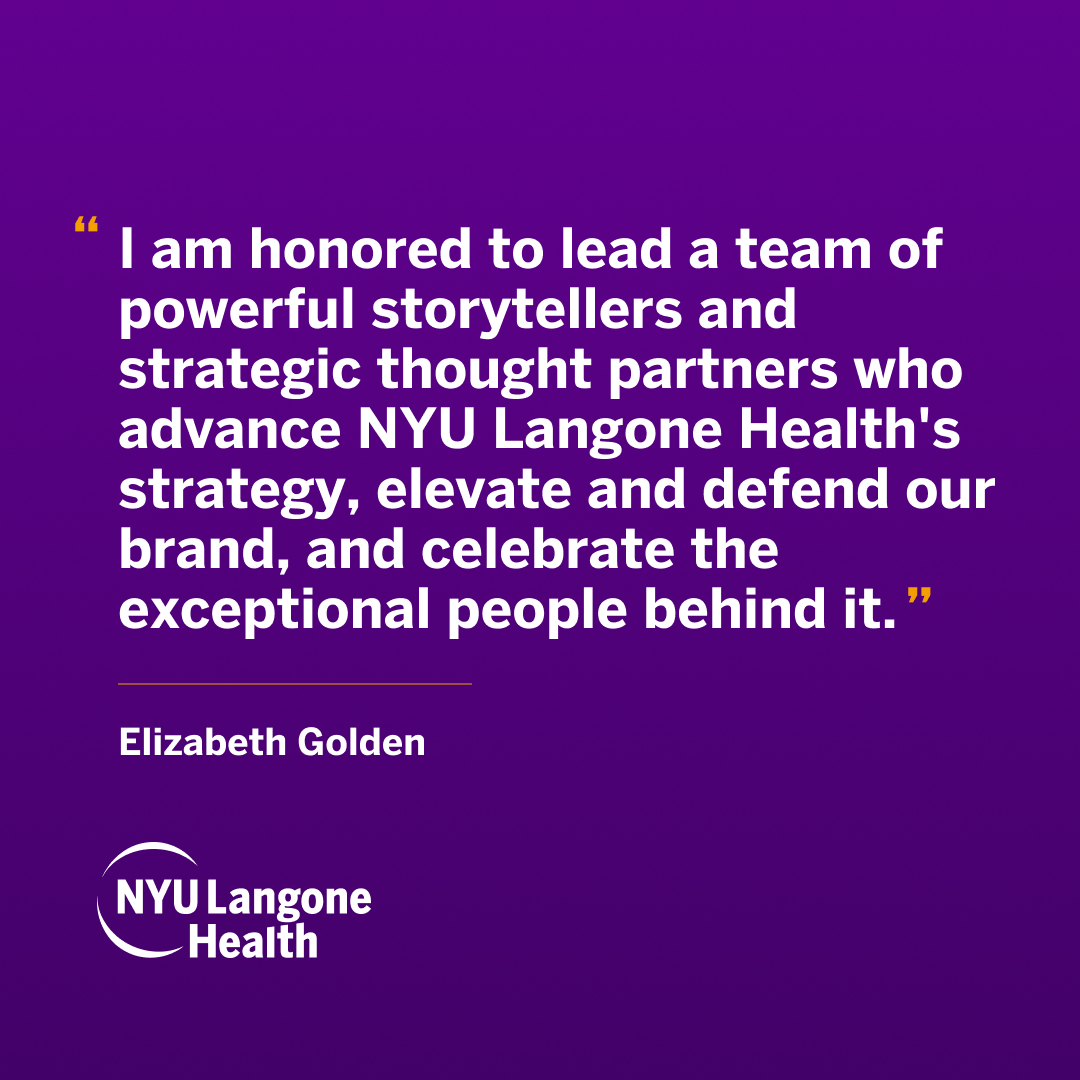 “ I am honored to lead a team of
powerful storytellers and
strategic thought partners who
advance NYU Langone Health's
strategy, elevate and defend our
brand, and celebrate the
exceptional people behind it. ”
Elizabeth Golden
NYU Langone
Health